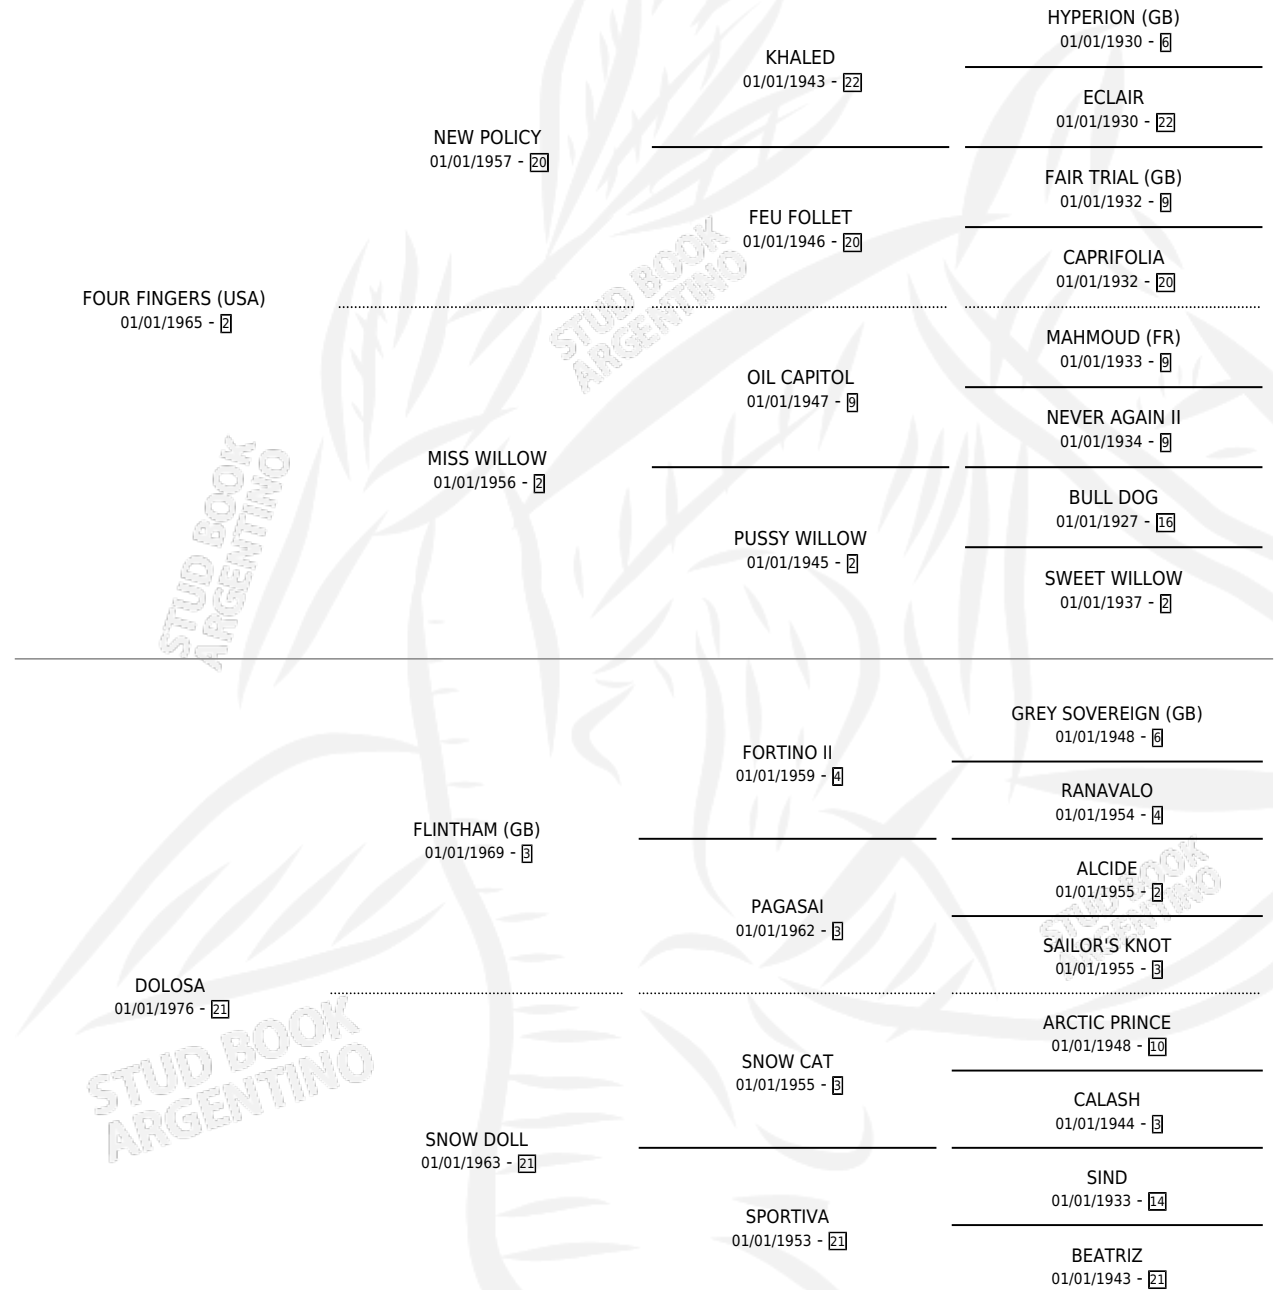 HYPERION (GB)
01/01/1930 - 6
KHALED
01/01/1943 - 22
ECLAIR
01/01/1930 - 22
NEW POLICY
01/01/1957 - 20
FAIR TRIAL (GB)
01/01/1932 - 9
FEU FOLLET
01/01/1946 - 20
CAPRIFOLIA
01/01/1932 - 20
FOUR FINGERS (USA)
01/01/1965 - 2
MAHMOUD (FR)
01/01/1933 - 9
OIL CAPITOL
01/01/1947 - 9
NEVER AGAIN II
01/01/1934 - 9
MISS WILLOW
01/01/1956 - 2
BULL DOG
01/01/1927 - 16
PUSSY WILLOW
01/01/1945 - 2
SWEET WILLOW
01/01/1937 - 2
GREY SOVEREIGN (GB)
01/01/1948 - 6
FORTINO II
01/01/1959 - 4
RANAVALO
01/01/1954 - 4
FLINTHAM (GB)
01/01/1969 - 3
ALCIDE
01/01/1955 - 2
PAGASAI
01/01/1962 - 3
SAILOR'S KNOT
01/01/1955 - 3
DOLOSA
01/01/1976 - 21
ARCTIC PRINCE
01/01/1948 - 10
SNOW CAT
01/01/1955 - 3
CALASH
01/01/1944 - 3
SNOW DOLL
01/01/1963 - 21
SIND
01/01/1933 - 14
SPORTIVA
01/01/1953 - 21
BEATRIZ
01/01/1943 - 21
STUD BOOK
ARGENTINO
STUD BOOK
ARGENTINO
STUD BOOK
ARGENTINO
STUD BOOK
ARGENTINO